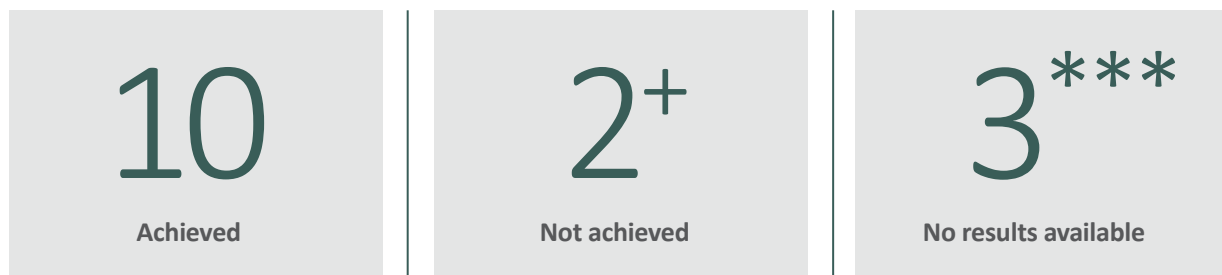 10
Achieved
2+
Not achieved
3***
No results available